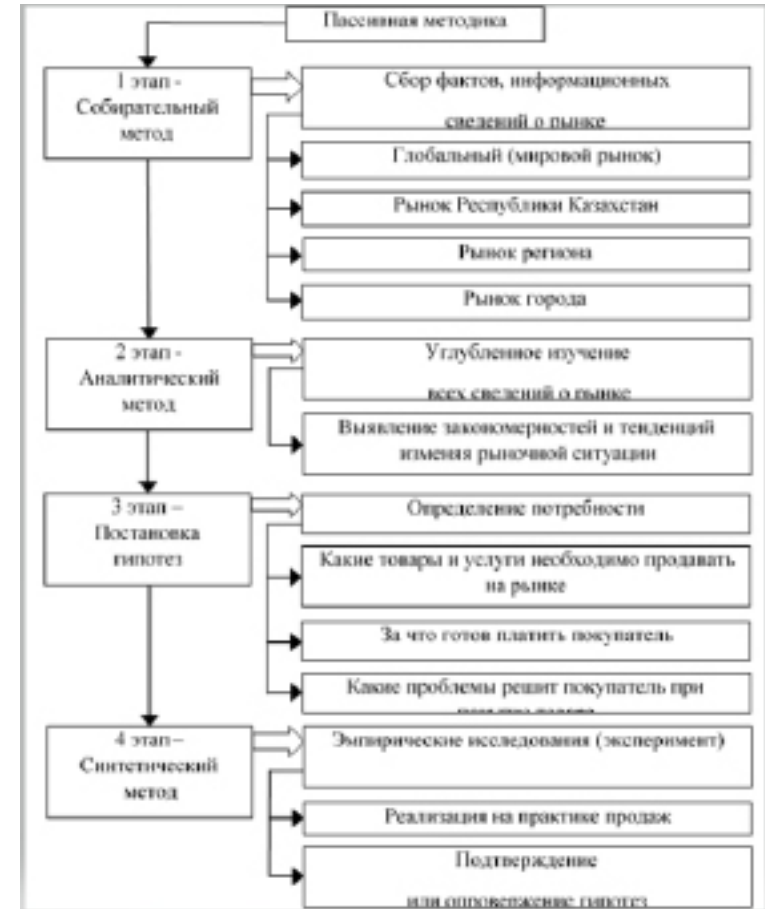 Пассивная методика
1 этап -
Собирательный
метод
Сбор фактов, информационных
сведений о рынке
Глобальный (мировой рынок)
Рынок Республики Казахстан
Рынок региона
Рынок города
2 этап -
Аналитический
метод
Углубленное изучение
всех сведений о рынке
Выявление закономерностей и тенденций
изменяя рыночной ситуации
3 этап –
Постановка
гипотез
Определение потребности
Какие товары и услуги необходимо продавать
на рынке
За что готов платить покупатель
Какие проблемы решит покупатель при
4 этап –
Синтетический
метод
Эмпирические исследования (эксперимент)
Реализация на практике продаж
Подтверждение
или опровержение гипотез